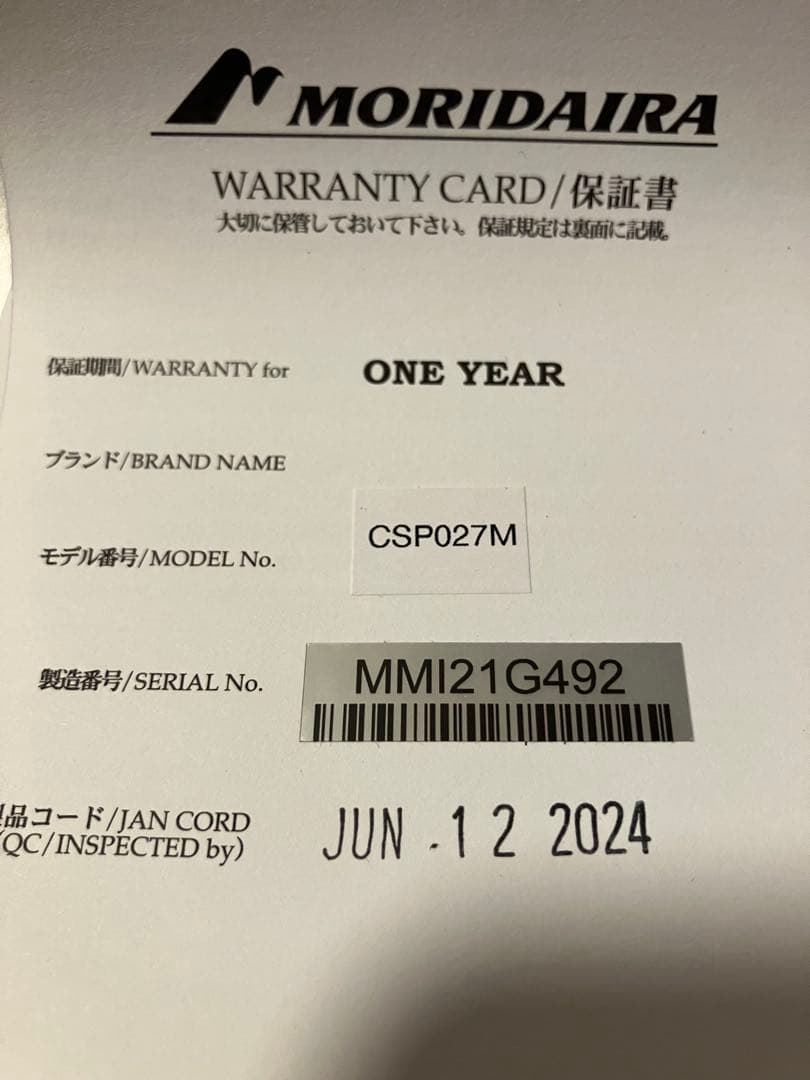 MORIDAIRA
WARRANTY CARD/保証書
大切に保管しておいて下さい。保証規定は裏面に記載。
保証期間/WARRANTY for ONE YEAR
ブランド/BRAND NAME
CSP027M
モデル番号/MODEL No.
製造番号/SERIAL No. MMI21G492
品コード/JAN CORD
(QC/INSPECTED by) JUN . 12 2024